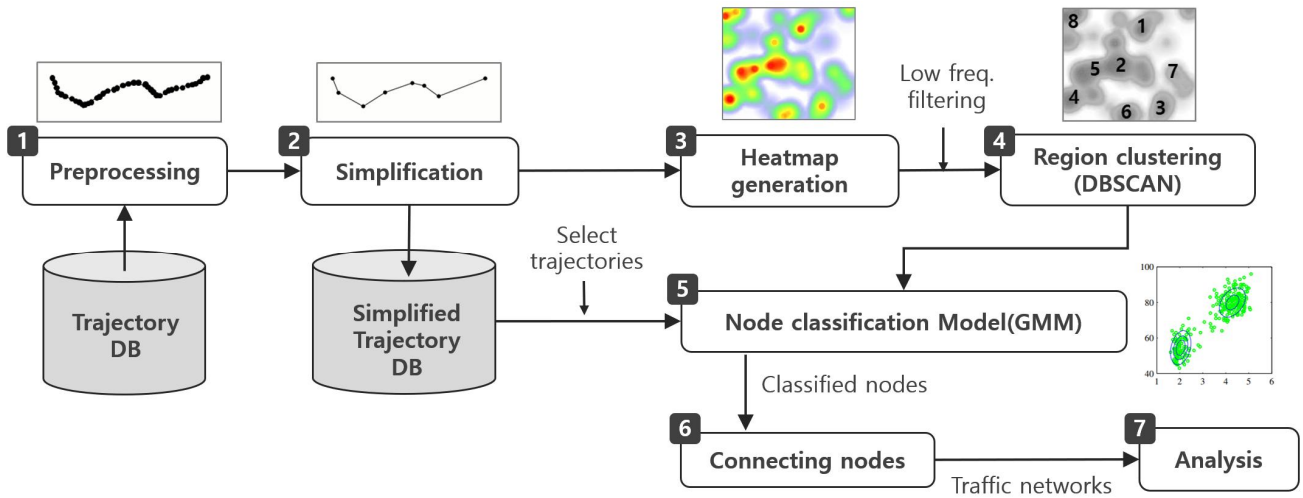 1
Preprocessing
Trajectory
DB
2
Simplification
Simplified
Trajectory
DB
Select
trajectories
3
Heatmap
generation
Low freq.
filtering
8
1
5
2
7
4
6
3
4
Region clustering
(DBSCAN)
5
Node classification Model(GMM)
100
80
60
40
1 2 3 4 5 6
Classified nodes
6
Connecting nodes
Traffic networks
7
Analysis